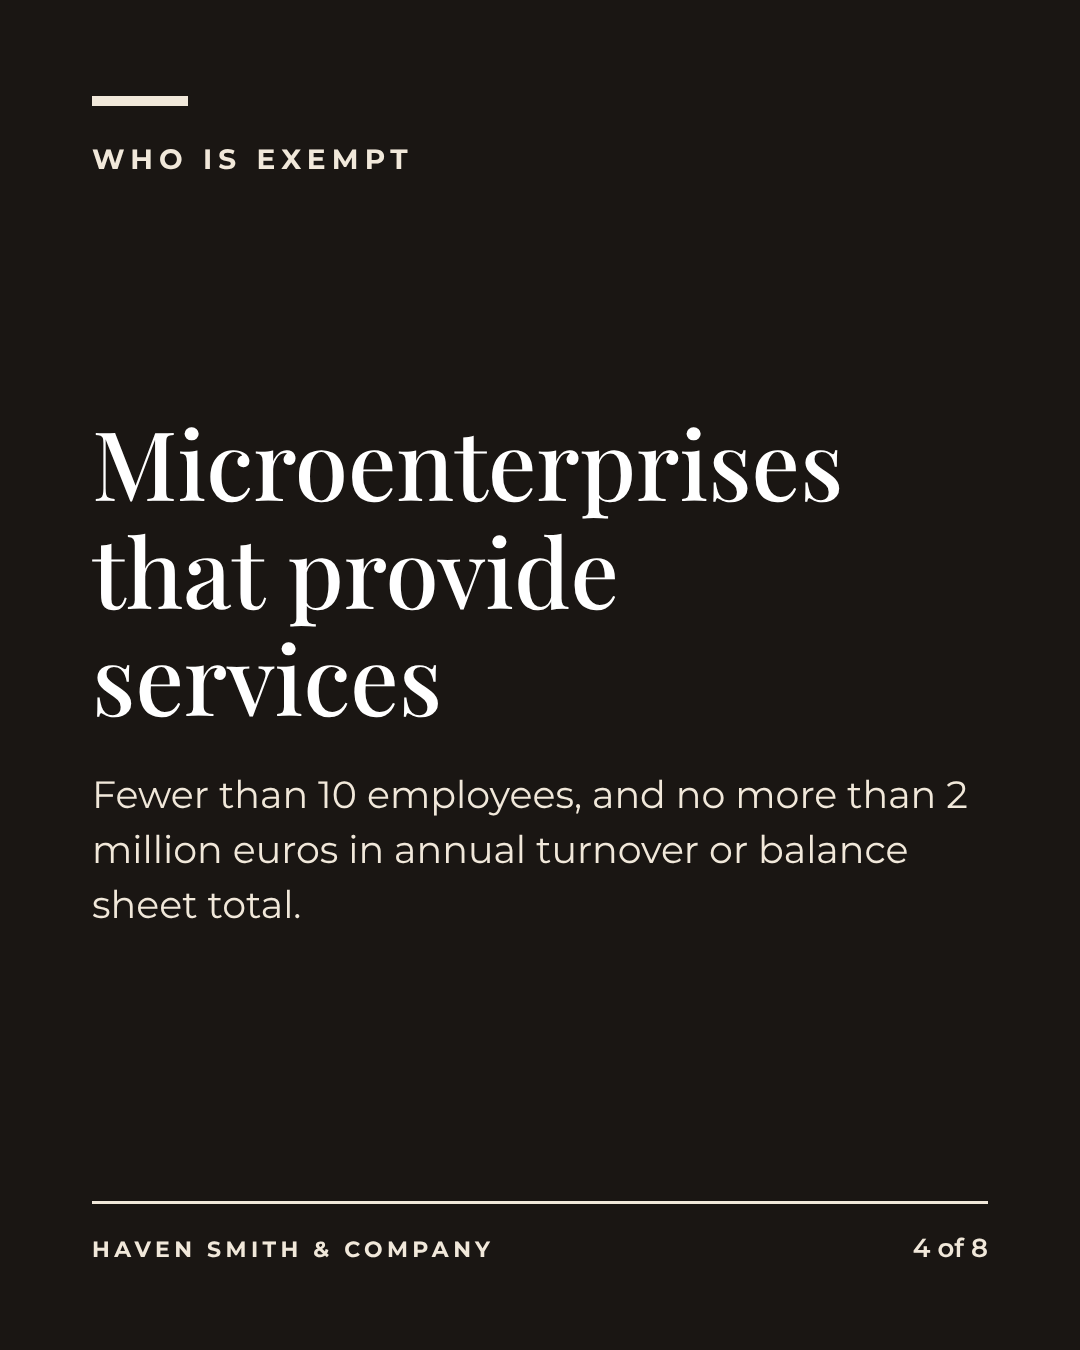 WHO IS EXEMPT
Microenterprises
that provide
services
Fewer than 10 employees, and no more than 2
million euros in annual turnover or balance
sheet total.
HAVEN SMITH & COMPANY
4 of 8